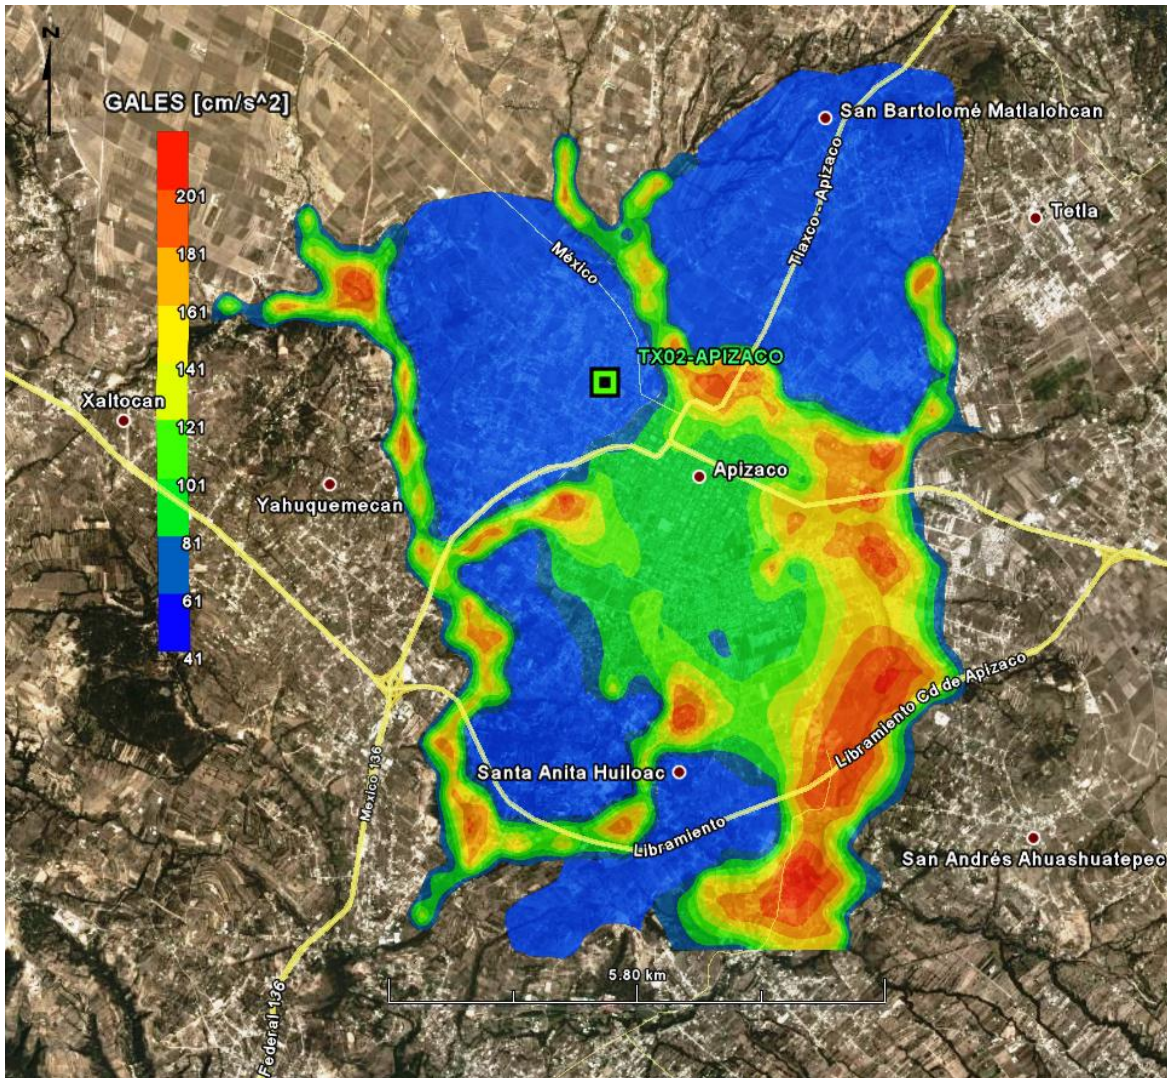 N
GALES [cm/s^2]
201
181
161
141
121
101
81
61
41
San Bartolomé Matlalohcan
Tetla
Tlaxco - Apizaco
México
TX02-APIZACO
Xaltocan
Yahuquemecan
Apizaco
Libramiento Cd de Apizaco
Santa Anita Huiloac
Libramiento
Mexico 136
San Andrés Ahuashuatepec
5.80 km
Federal 136